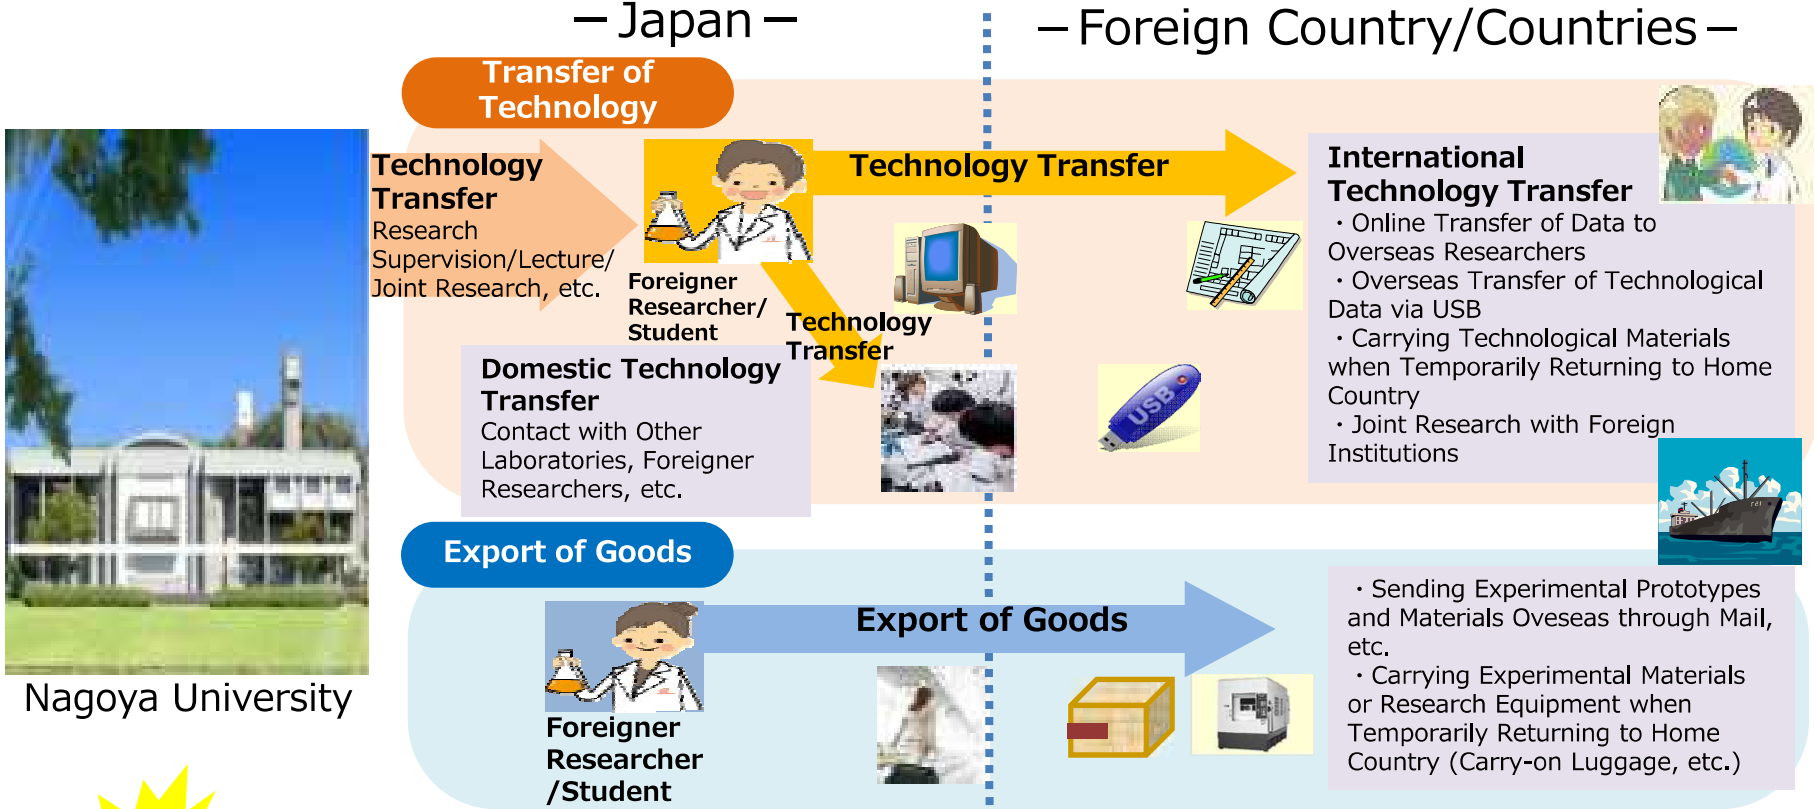 – Japan –
– Foreign Country/Countries –
Transfer of
Technology
Technology
Transfer
Research
Supervision/Lecture/
Joint Research, etc.
Foreigner
Researcher/
Student
Technology Transfer
Technology
Transfer
Domestic Technology
Transfer
Contact with Other
Laboratories, Foreigner
Researchers, etc.
USB
International
Technology Transfer
・Online Transfer of Data to
Overseas Researchers
・Overseas Transfer of Technological
Data via USB
・Carrying Technological Materials
when Temporarily Returning to Home
Country
・Joint Research with Foreign
Institutions
Nagoya University
Export of Goods
Foreigner
Researcher
/Student
Export of Goods
・Sending Experimental Prototypes
and Materials Oveseas through Mail,
etc.
・Carrying Experimental Materials
or Research Equipment when
Temporarily Returning to Home
Country (Carry-on Luggage, etc.)